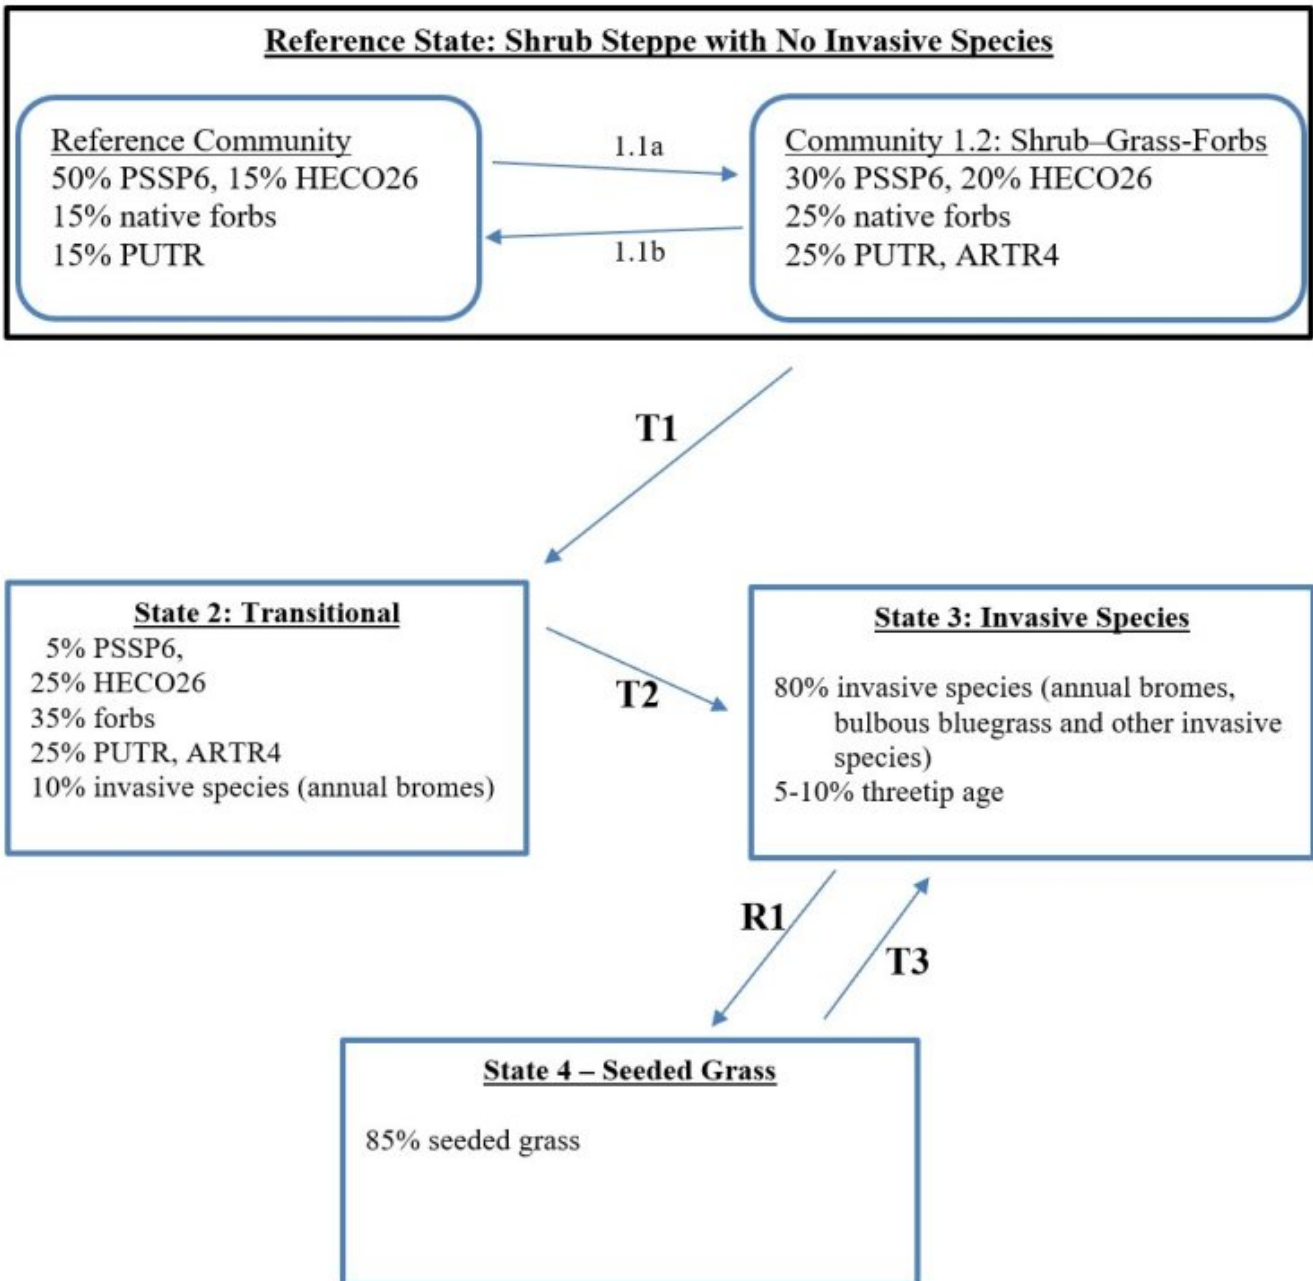 Reference State: Shrub Steppe with No Invasive Species
Reference Community
50% PSSP6, 15% HECO26
15% native forbs
15% PUTR
1.1a
1.1b
Community 1.2: Shrub–Grass-Forbs
30% PSSP6, 20% HECO26
25% native forbs
25% PUTR, ARTR4
T1
State 2: Transitional
5% PSSP6,
25% HECO26
35% forbs
25% PUTR, ARTR4
10% invasive species (annual bromes)
T2
State 3: Invasive Species
80% invasive species (annual bromes,
bulbous bluegrass and other invasive
species)
5-10% threetip age
R1
T3
State 4 – Seeded Grass
85% seeded grass